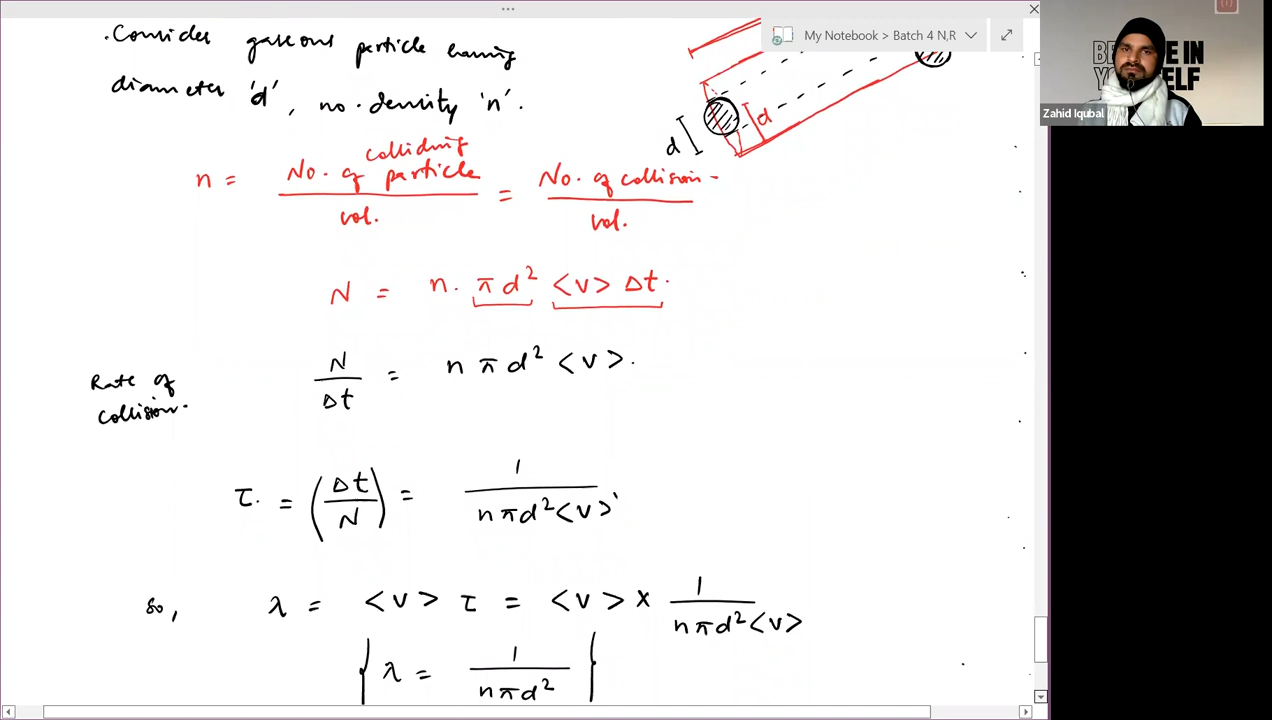 My Notebook > Batch 4 N,R
Zahid Iqubal
.Consider gaseous particle having
diameter 'd', no. density 'n'.
d
d
n = No. of colliding particle / vol. = No. of collision / vol.
N = n. πd² <v> Δt.
Rate of collision.
N/Δt = n π d² <v>.
τ. = (Δt/N) = 1/nπd²<v>
so, λ = <v> τ = <v> × 1/nπd²<v>
{ λ = 1/nπd² }